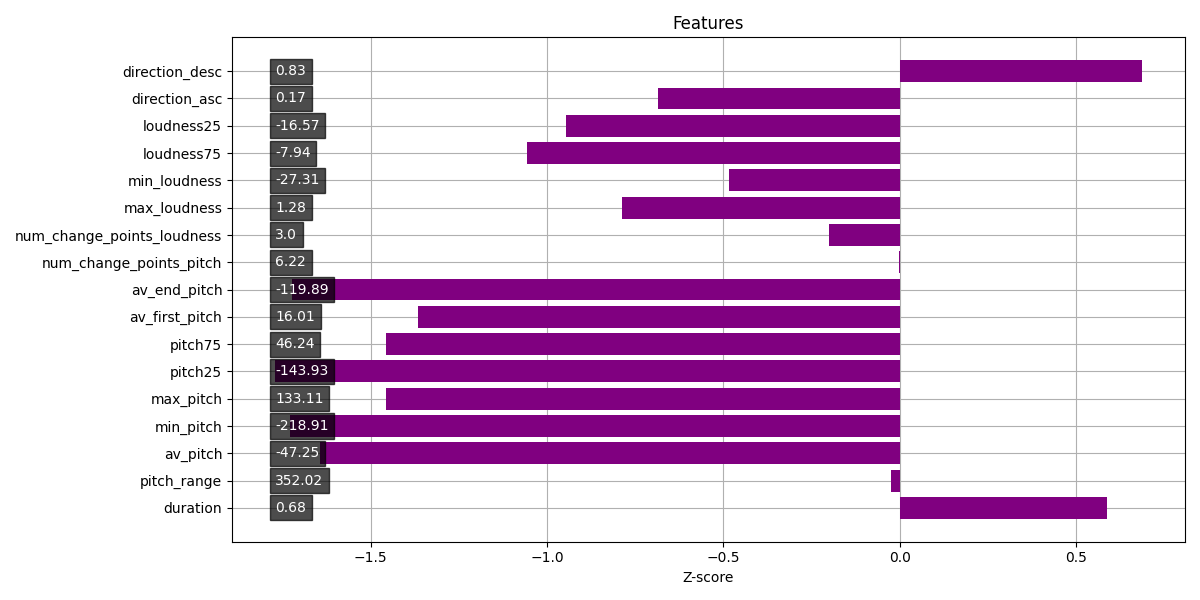 Features
direction_desc 0.83
direction_asc 0.17
loudness25 -16.57
loudness75 -7.94
min_loudness -27.31
max_loudness 1.28
num_change_points_loudness 3.0
num_change_points_pitch 6.22
av_end_pitch -119.89
av_first_pitch 16.01
pitch75 46.24
pitch25 -143.93
max_pitch 133.11
min_pitch -218.91
av_pitch -47.25
pitch_range 352.02
duration 0.68
−1.5 −1.0 −0.5 0.0 0.5
Z-score